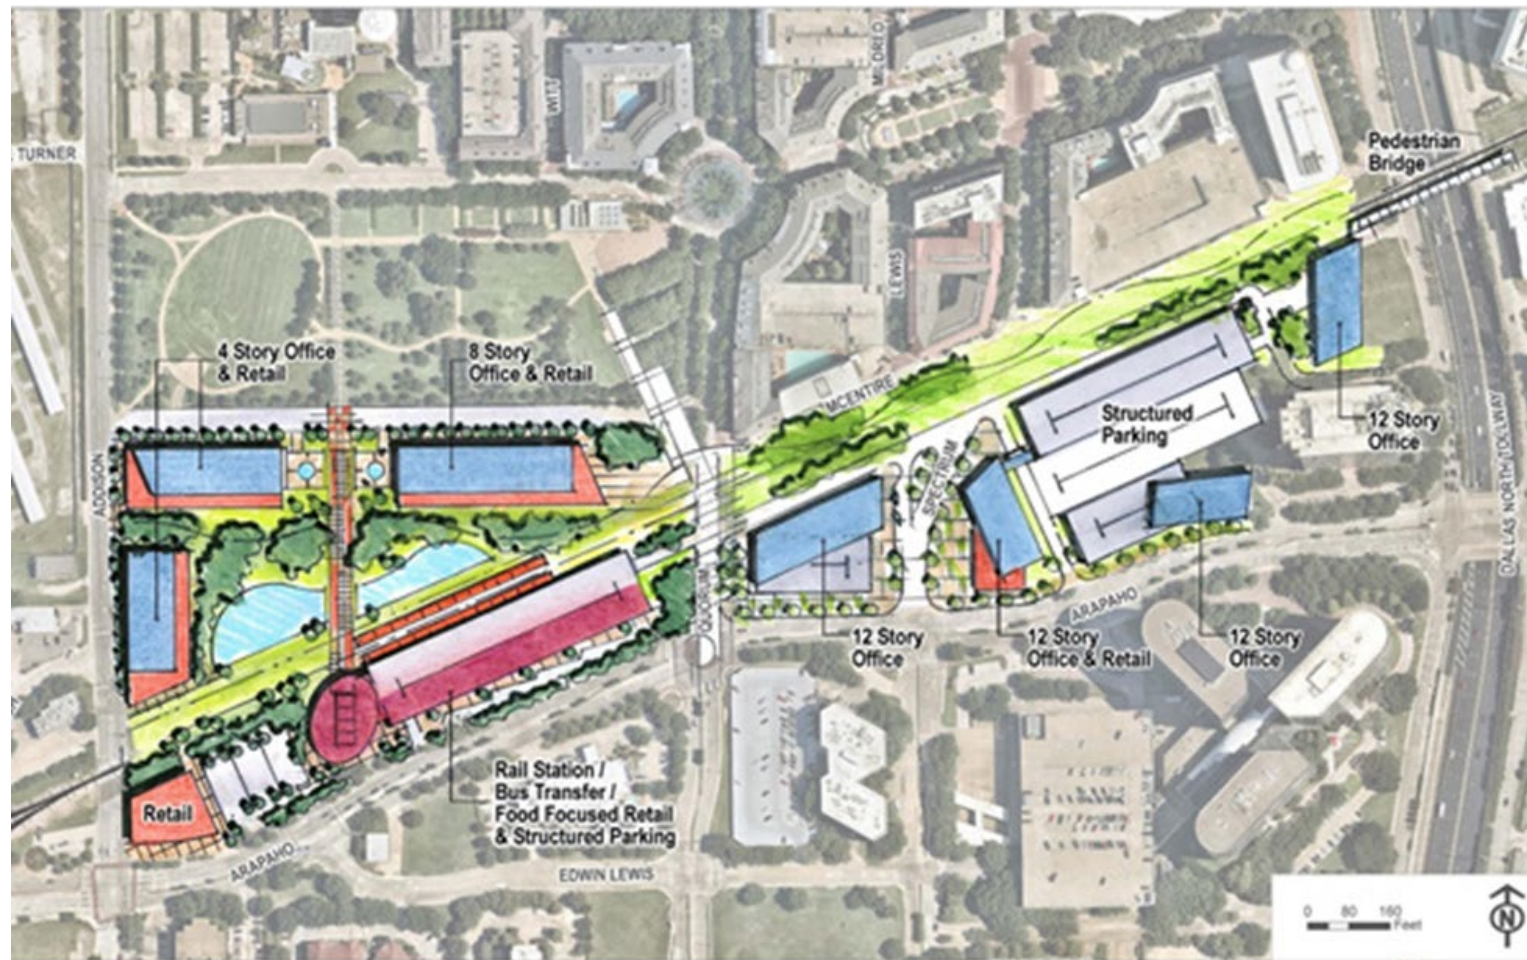 WITT
MILDRED
TURNER
Pedestrian
Bridge
LEWIS
4 Story Office
& Retail
8 Story
Office & Retail
MCENTIRE
Structured
Parking
12 Story
Office
ADDISON
SPECTRUM
DALLAS NORTH TOLLWAY
QUORUM
ARAPAHO
12 Story
Office
12 Story
Office & Retail
12 Story
Office
Rail Station /
Bus Transfer /
Food Focused Retail
& Structured Parking
Retail
ARAPAHO
EDWIN LEWIS
0 80 160
Feet
N